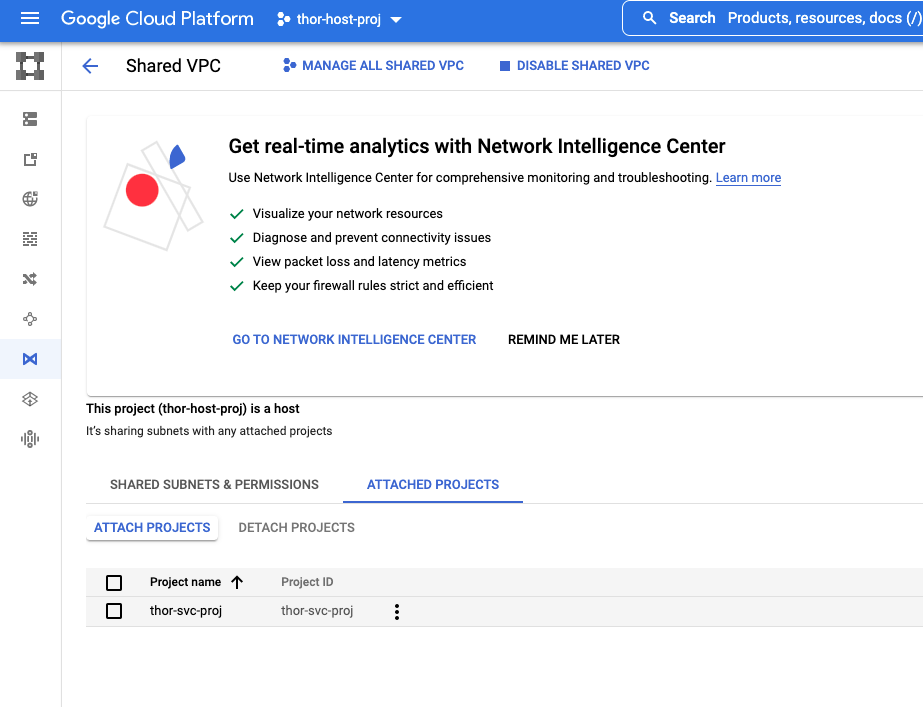 Google Cloud Platform thor-host-proj Search Products, resources, docs (/)
Shared VPC MANAGE ALL SHARED VPC DISABLE SHARED VPC
Get real-time analytics with Network Intelligence Center
Use Network Intelligence Center for comprehensive monitoring and troubleshooting. Learn more
Visualize your network resources
Diagnose and prevent connectivity issues
View packet loss and latency metrics
Keep your firewall rules strict and efficient
GO TO NETWORK INTELLIGENCE CENTER REMIND ME LATER
This project (thor-host-proj) is a host
It's sharing subnets with any attached projects
SHARED SUBNETS & PERMISSIONS ATTACHED PROJECTS
ATTACH PROJECTS DETACH PROJECTS
Project name Project ID
thor-svc-proj thor-svc-proj